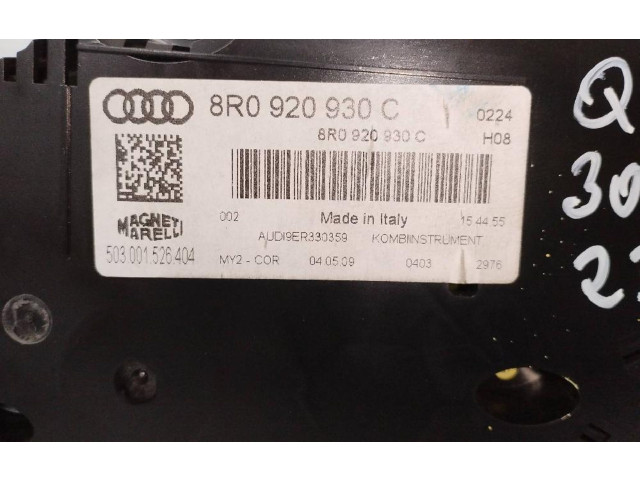 8R0 920 930 C
0224
8R0 920 930 C
H08
MAGNETI
MARELLI
503.001.526.404
002
Made in Italy
15:44:55
AUDI9ER330359
KOMBIINSTRUMENT
MY2 - COR
04.05.09
0403
2976
Q
30